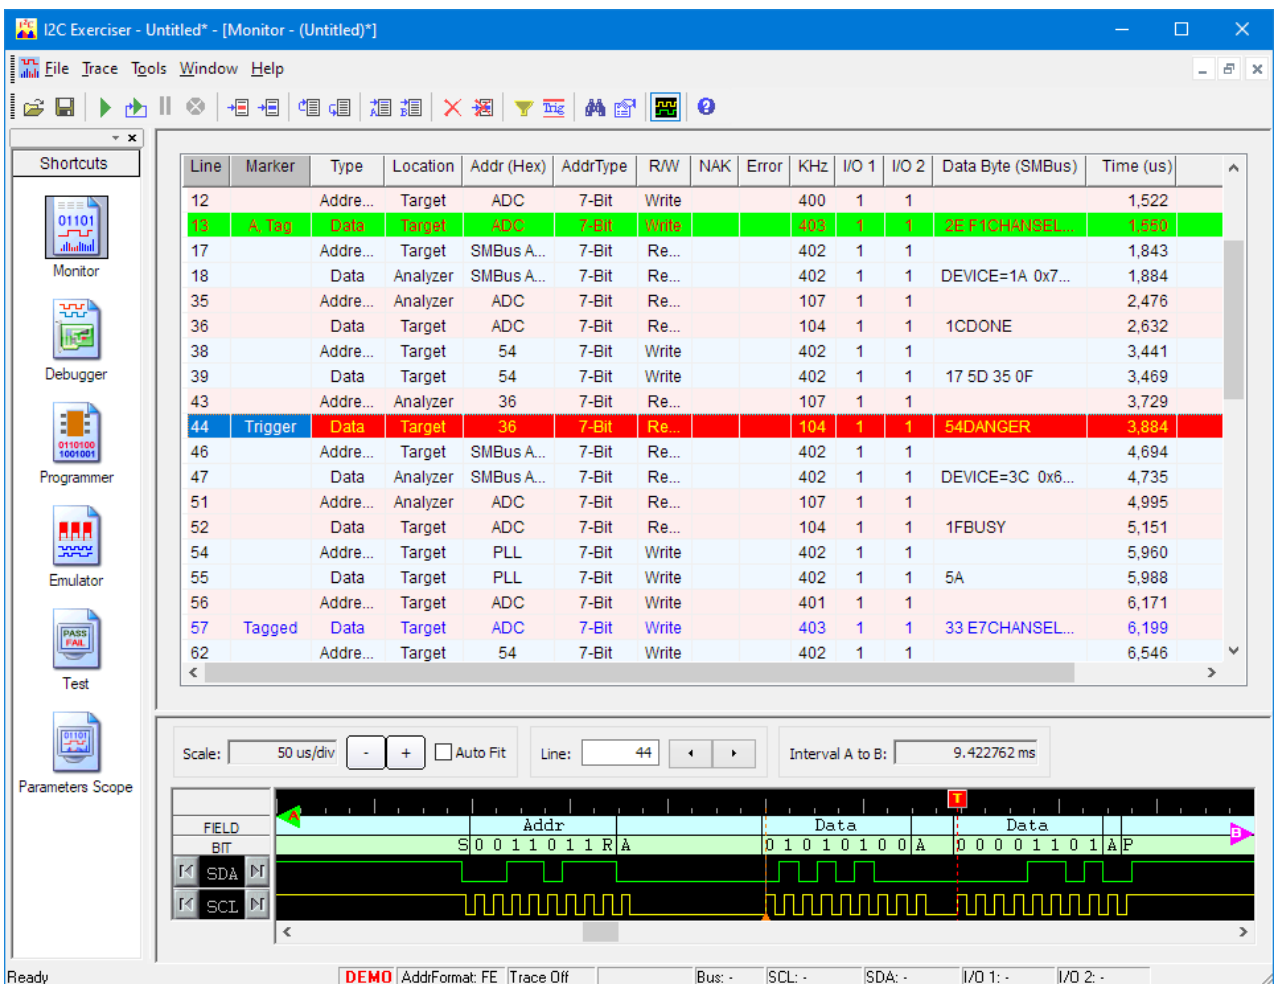 I2C Exerciser - Untitled* - [Monitor - (Untitled)*]
File Trace Tools Window Help
Shortcuts
01101
Monitor
Debugger
0110100
1001001
Programmer
Emulator
PASS
FAIL
Test
01101
Parameters Scope
Line Marker Type Location Addr (Hex) AddrType R/W NAK Error KHz I/O 1 I/O 2 Data Byte (SMBus) Time (us)
12 Addre... Target ADC 7-Bit Write 400 1 1 1,522
13 A, Tag Data Target ADC 7-Bit Write 403 1 1 2E F1CHANSEL... 1,550
17 Addre... Target SMBus A... 7-Bit Re... 402 1 1 1,843
18 Data Analyzer SMBus A... 7-Bit Re... 402 1 1 DEVICE=1A 0x7... 1,884
35 Addre... Analyzer ADC 7-Bit Re... 107 1 1 2,476
36 Data Target ADC 7-Bit Re... 104 1 1 1CDONE 2,632
38 Addre... Target 54 7-Bit Write 402 1 1 3,441
39 Data Target 54 7-Bit Write 402 1 1 17 5D 35 0F 3,469
43 Addre... Analyzer 36 7-Bit Re... 107 1 1 3,729
44 Trigger Data Target 36 7-Bit Re... 104 1 1 54DANGER 3,884
46 Addre... Target SMBus A... 7-Bit Re... 402 1 1 4,694
47 Data Analyzer SMBus A... 7-Bit Re... 402 1 1 DEVICE=3C 0x6... 4,735
51 Addre... Analyzer ADC 7-Bit Re... 107 1 1 4,995
52 Data Target ADC 7-Bit Re... 104 1 1 1FBUSY 5,151
54 Addre... Target PLL 7-Bit Write 402 1 1 5,960
55 Data Target PLL 7-Bit Write 402 1 1 5A 5,988
56 Addre... Target ADC 7-Bit Write 401 1 1 6,171
57 Tagged Data Target ADC 7-Bit Write 403 1 1 33 E7CHANSEL... 6,199
62 Addre... Target 54 7-Bit Write 402 1 1 6,546
Scale: 50 us/div - + Auto Fit Line: 44 Interval A to B: 9.422762 ms
A T B
FIELD Addr Data Data
BIT S 0 0 1 1 0 1 1 R A 0 1 0 1 0 1 0 0 A 0 0 0 0 1 1 0 1 A P
SDA
SCL
Ready DEMO AddrFormat: FE Trace Off Bus: - SCL: - SDA: - I/O 1: - I/O 2: -